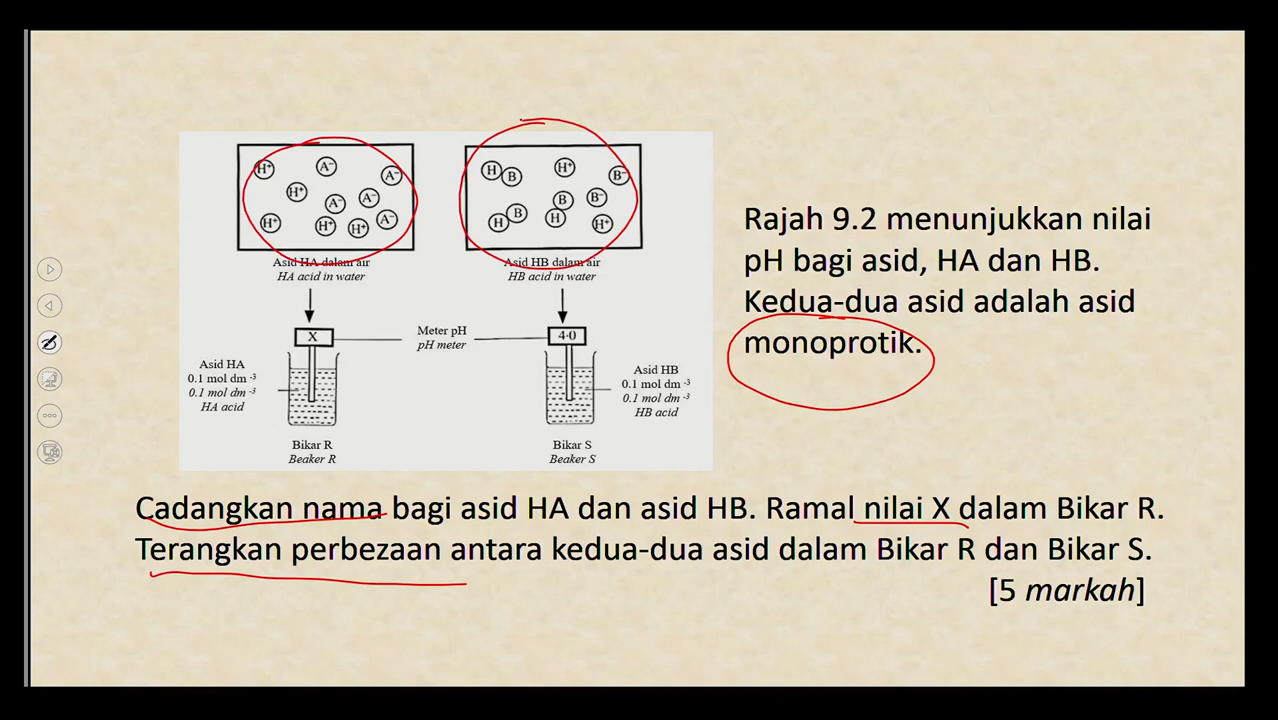 H⁺ A⁻ A⁻ H⁺ A⁻ A⁻ H⁺ H⁺ H⁺ A⁻
H B H⁺ B⁻ B B⁻ H B H H⁺
Asid HA dalam air
HA acid in water
Asid HB dalam air
HB acid in water
X
Meter pH
pH meter
4·0
Asid HA
0.1 mol dm ⁻³
0.1 mol dm ⁻³
HA acid
Asid HB
0.1 mol dm ⁻³
0.1 mol dm ⁻³
HB acid
Bikar R
Beaker R
Bikar S
Beaker S
Rajah 9.2 menunjukkan nilai
pH bagi asid, HA dan HB.
Kedua-dua asid adalah asid
monoprotik.
Cadangkan nama bagi asid HA dan asid HB. Ramal nilai X dalam Bikar R.
Terangkan perbezaan antara kedua-dua asid dalam Bikar R dan Bikar S.
[5 markah]